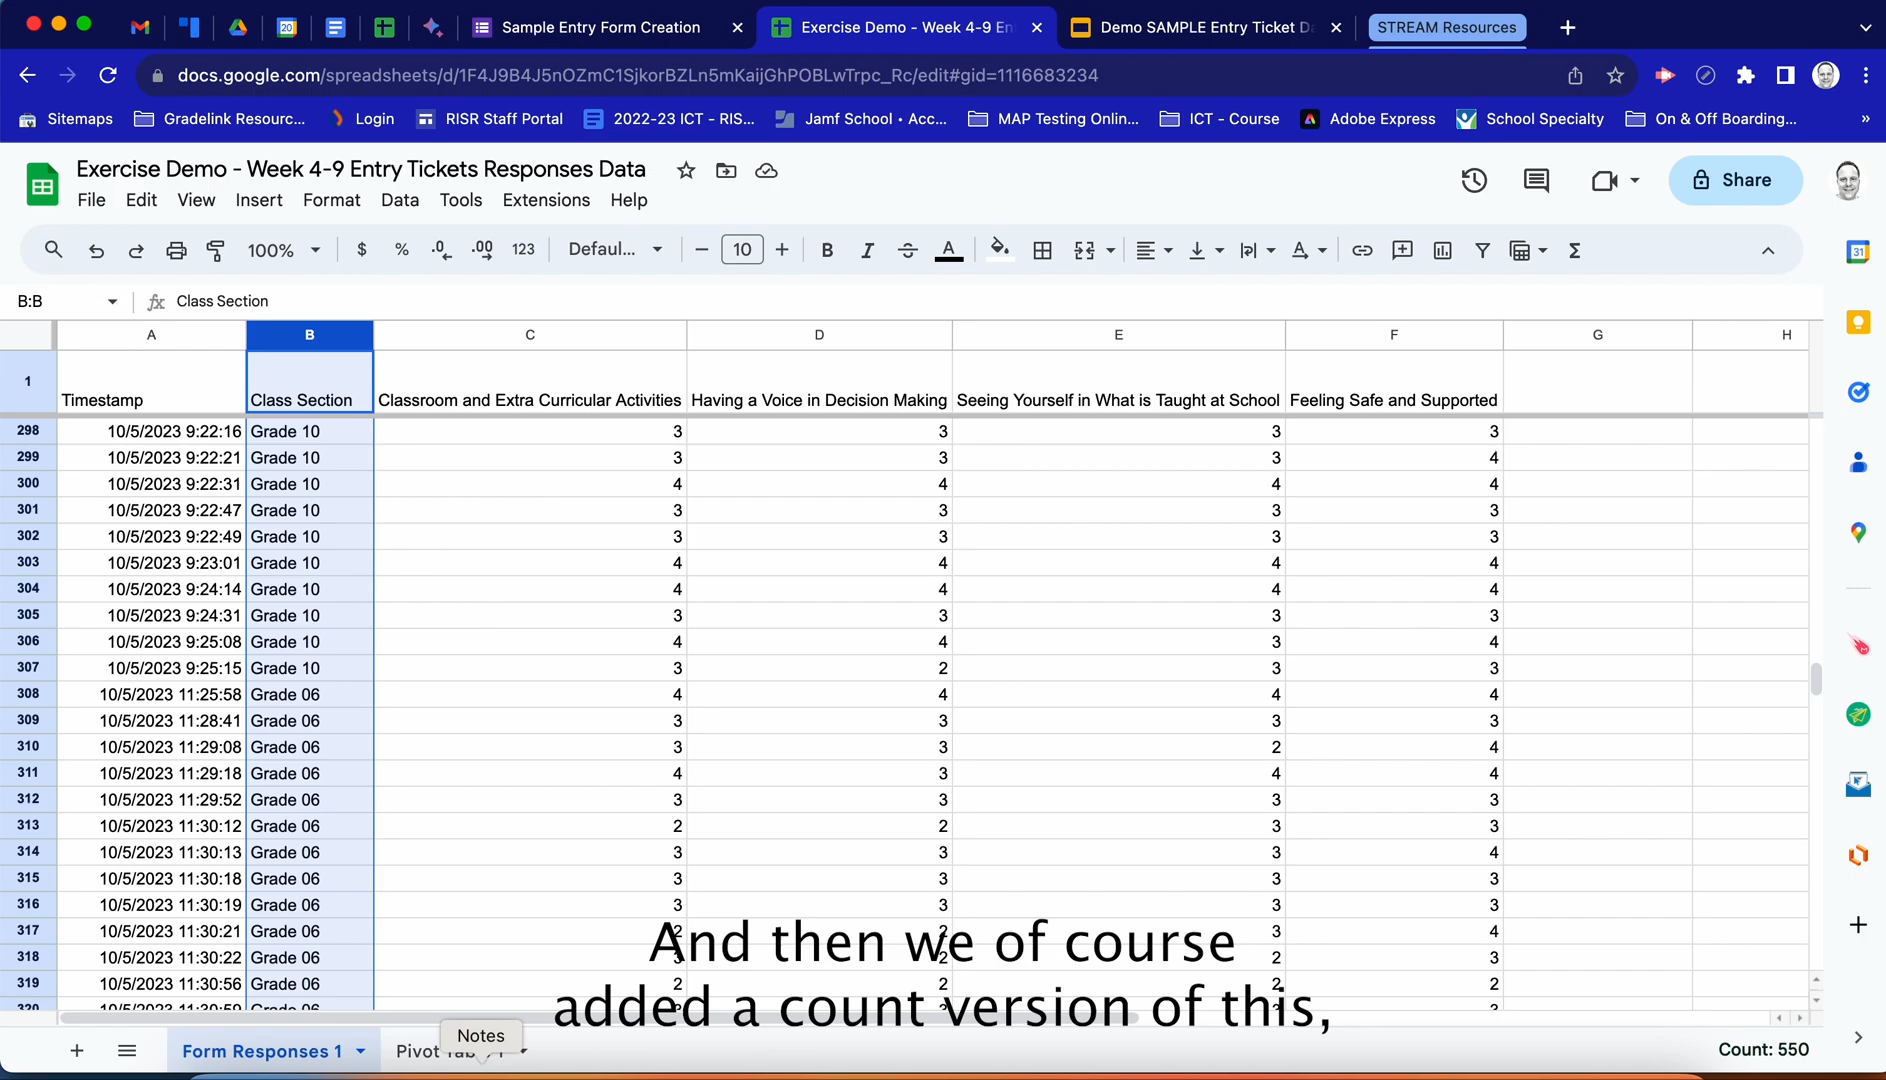 20
Sample Entry Form Creation
Exercise Demo - Week 4-9 En
Demo SAMPLE Entry Ticket D
STREAM Resources
docs.google.com/spreadsheets/d/1F4J9B4J5nOZmC1SjkorBZLn5mKaijGhPOBLwTrpc_Rc/edit#gid=1116683234
Sitemaps
Gradelink Resourc...
Login
RISR Staff Portal
2022-23 ICT - RIS...
Jamf School • Acc...
MAP Testing Onlin...
ICT - Course
Adobe Express
School Specialty
On & Off Boarding...
»
Exercise Demo - Week 4-9 Entry Tickets Responses Data
File Edit View Insert Format Data Tools Extensions Help
Share
100% $ % .0 .00 123 Defaul... 10 B I A Σ
31
B:B fx Class Section
A B C D E F G H
1 Timestamp Class Section Classroom and Extra Curricular Activities Having a Voice in Decision Making Seeing Yourself in What is Taught at School Feeling Safe and Supported
298 10/5/2023 9:22:16 Grade 10 3 3 3 3
299 10/5/2023 9:22:21 Grade 10 3 3 3 4
300 10/5/2023 9:22:31 Grade 10 4 4 4 4
301 10/5/2023 9:22:47 Grade 10 3 3 3 3
302 10/5/2023 9:22:49 Grade 10 3 3 3 3
303 10/5/2023 9:23:01 Grade 10 4 4 4 4
304 10/5/2023 9:24:14 Grade 10 4 4 4 4
305 10/5/2023 9:24:31 Grade 10 3 3 3 3
306 10/5/2023 9:25:08 Grade 10 4 4 3 4
307 10/5/2023 9:25:15 Grade 10 3 2 3 3
308 10/5/2023 11:25:58 Grade 06 4 4 4 4
309 10/5/2023 11:28:41 Grade 06 3 3 3 3
310 10/5/2023 11:29:08 Grade 06 3 3 2 4
311 10/5/2023 11:29:18 Grade 06 4 3 4 4
312 10/5/2023 11:29:52 Grade 06 3 3 3 3
313 10/5/2023 11:30:12 Grade 06 2 2 3 3
314 10/5/2023 11:30:13 Grade 06 3 3 3 4
315 10/5/2023 11:30:18 Grade 06 3 3 3 3
316 10/5/2023 11:30:19 Grade 06 3 3 3 3
317 10/5/2023 11:30:21 Grade 06 2 2 3 4
318 10/5/2023 11:30:22 Grade 06 3 2 2 3
319 10/5/2023 11:30:56 Grade 06 2 2 2 2
And then we of course
added a count version of this,
Notes
Form Responses 1
Count: 550